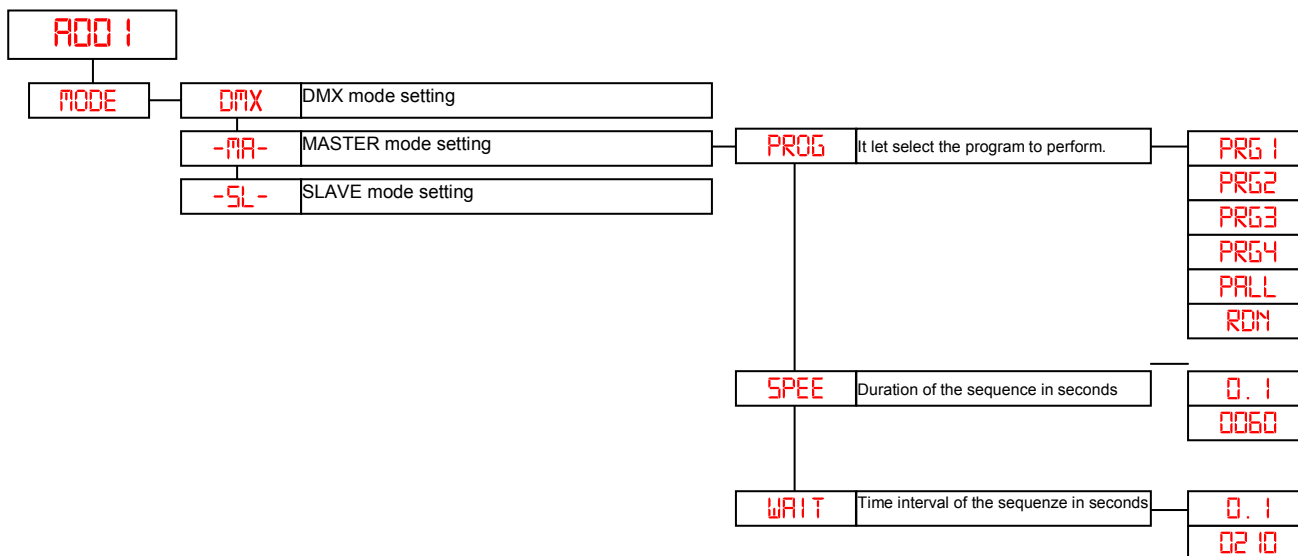 A001
MODE
DMX DMX mode setting
-MA- MASTER mode setting
PROG It let select the program to perform.
PRG1
-SL- SLAVE mode setting
PRG2
PRG3
PRG4
PALL
RDN
SPEE Duration of the sequence in seconds
0.1
0060
WAIT Time interval of the sequenze in seconds
0.1
0210